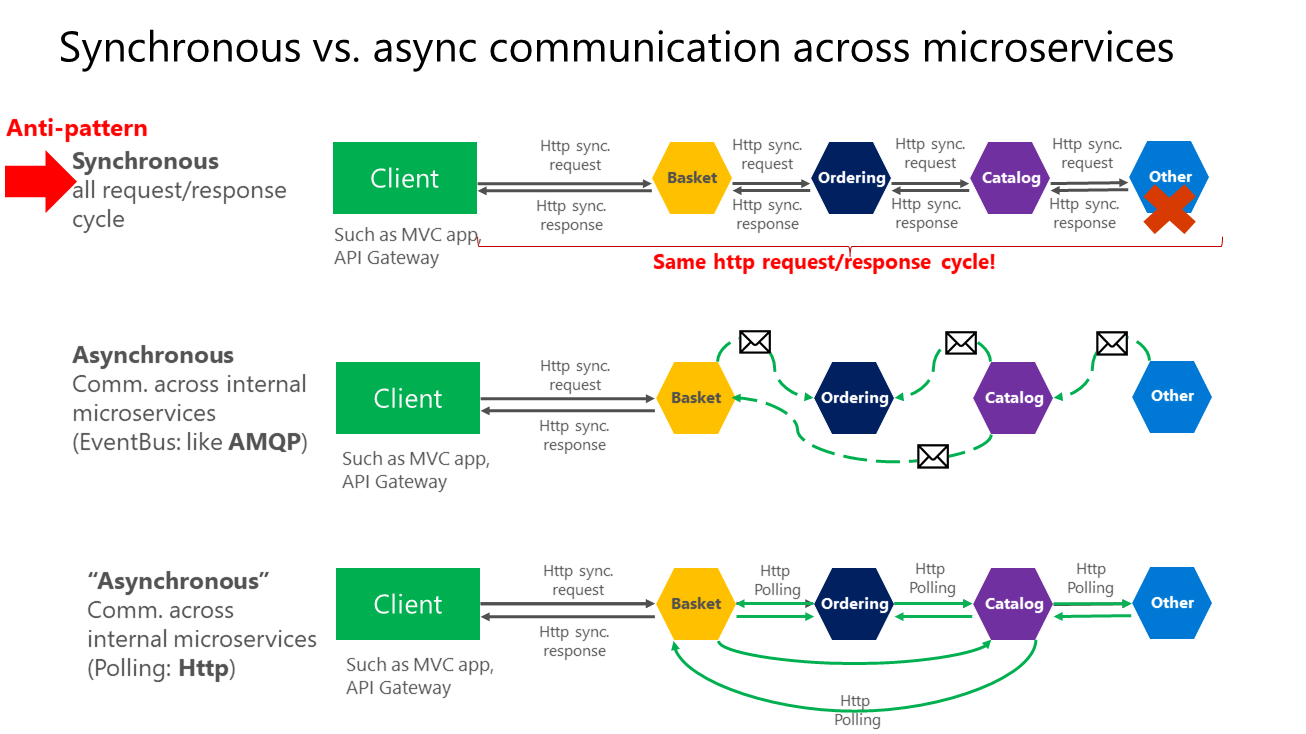 Synchronous vs. async communication across microservices
Anti-pattern
Synchronous
all request/response
cycle
Client
Such as MVC app,
API Gateway
Http sync.
request
Http sync.
response
Basket
Http sync.
request
Http sync.
response
Ordering
Http sync.
request
Http sync.
response
Catalog
Http sync.
request
Http sync.
response
Other
Same http request/response cycle!
Asynchronous
Comm. across internal
microservices
(EventBus: like AMQP)
Client
Such as MVC app,
API Gateway
Http sync.
request
Http sync.
response
Basket
Ordering
Catalog
Other
“Asynchronous”
Comm. across
internal microservices
(Polling: Http)
Client
Such as MVC app,
API Gateway
Http sync.
request
Http sync.
response
Basket
Http
Polling
Ordering
Http
Polling
Catalog
Http
Polling
Other
Http
Polling